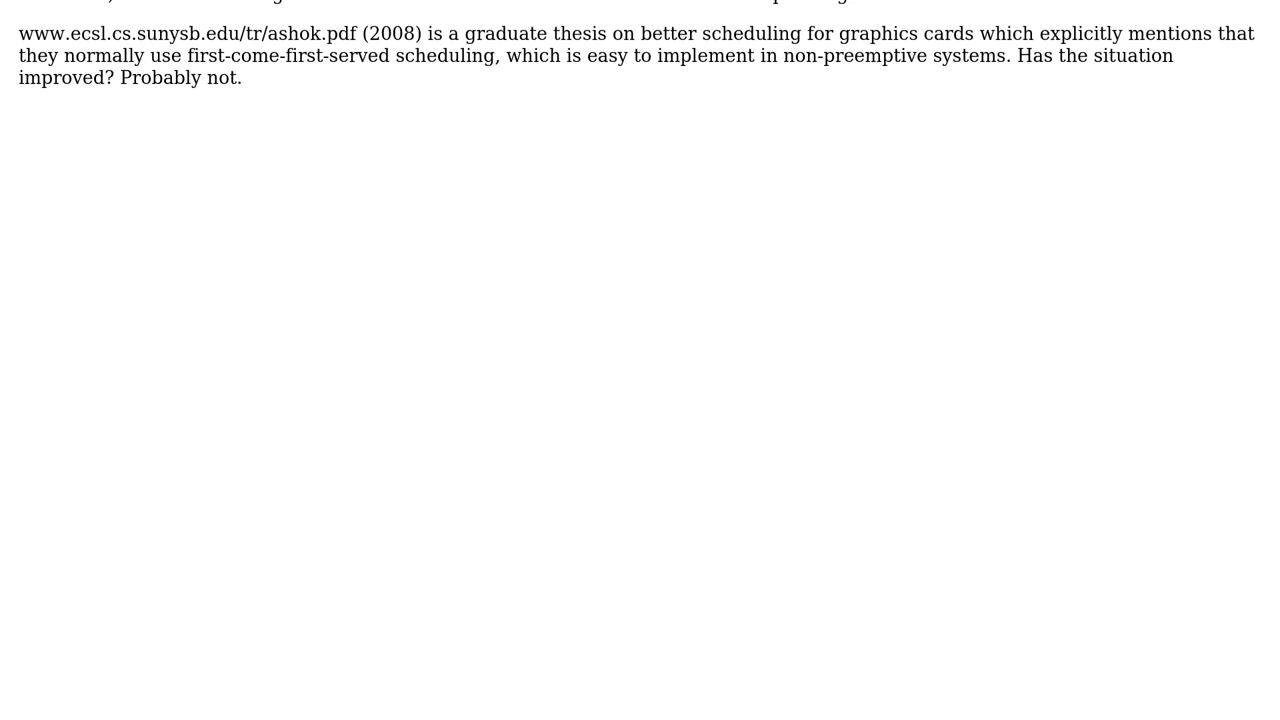 www.ecsl.cs.sunysb.edu/tr/ashok.pdf (2008) is a graduate thesis on better scheduling for graphics cards which explicitly mentions that
they normally use first-come-first-served scheduling, which is easy to implement in non-preemptive systems. Has the situation
improved? Probably not.